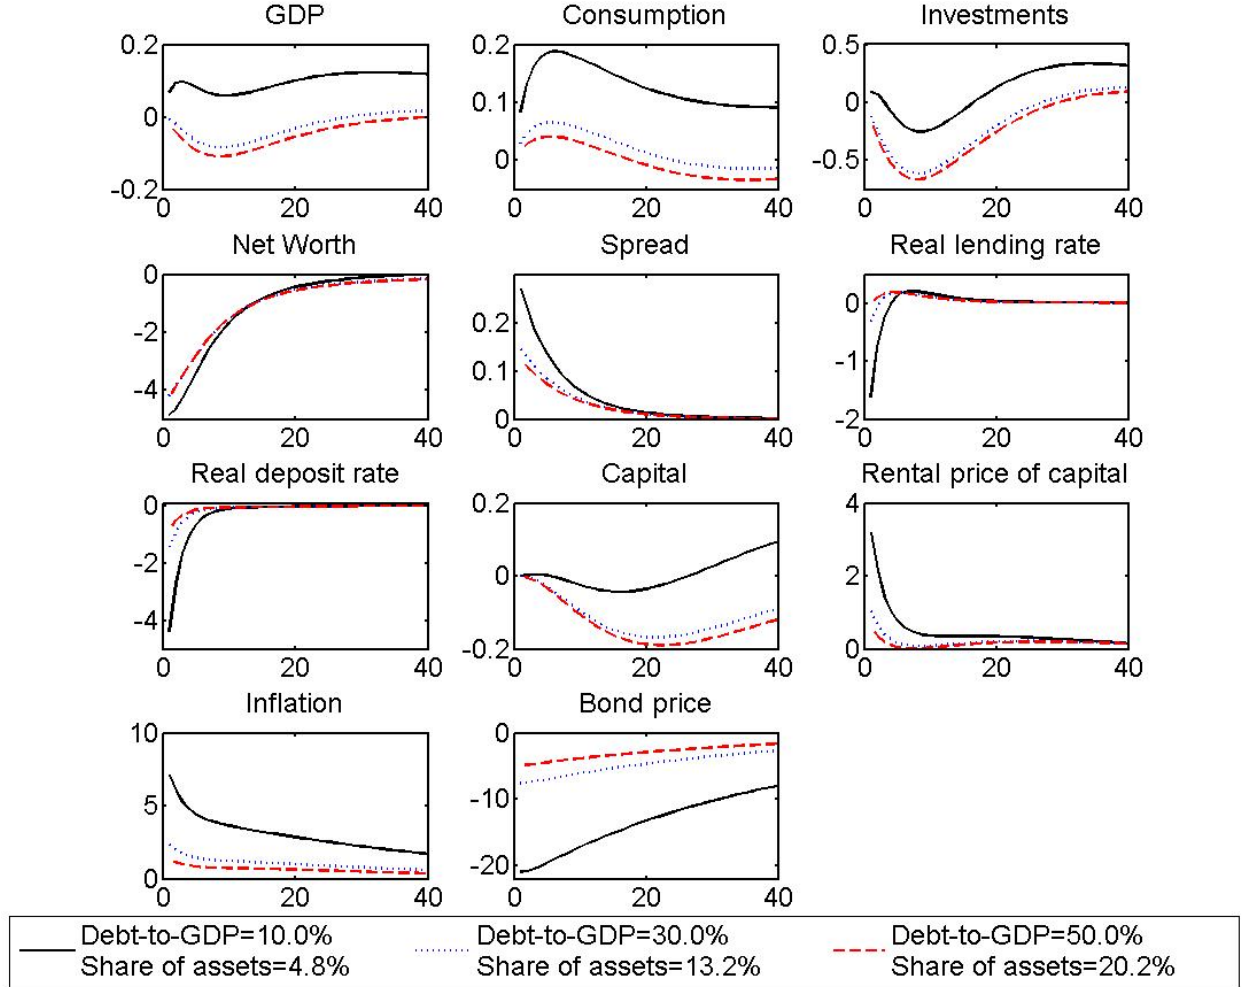 GDP
Consumption
Investments
0.2
0.1
0
-0.2
0 20 40
0.2
0.1
0
0 20 40
0.5
0
-0.5
0 20 40
Net Worth
Spread
Real lending rate
0
-2
-4
0 20 40
0.2
0.1
0
0 20 40
0
-1
-2
0 20 40
Real deposit rate
Capital
Rental price of capital
0
-2
-4
0 20 40
0.2
0
-0.2
0 20 40
4
2
0
0 20 40
Inflation
Bond price
10
5
0
0 20 40
0
-10
-20
0 20 40
Debt-to-GDP=10.0%
Share of assets=4.8%
Debt-to-GDP=30.0%
Share of assets=13.2%
Debt-to-GDP=50.0%
Share of assets=20.2%